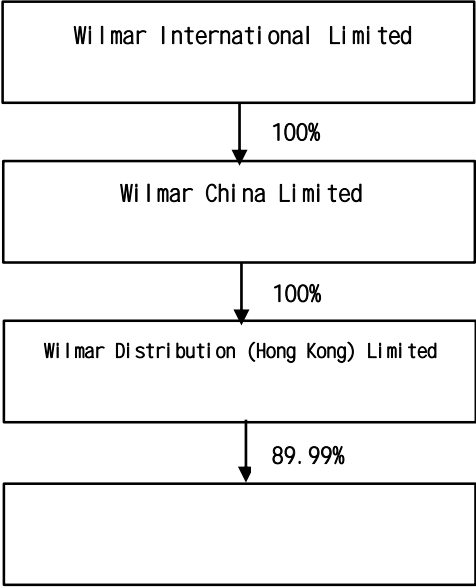 Wilmar International Limited
100%
Wilmar China Limited
100%
Wilmar Distribution (Hong Kong) Limited
89.99%